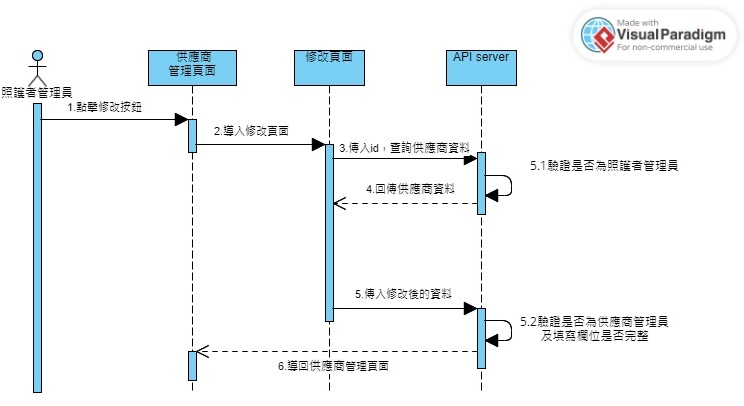 Made with
VisualParadigm
For non-commercial use
照護者管理員
供應商
管理頁面
修改頁面
API server
1.點擊修改按鈕
2.導入修改頁面
3.傳入id，查詢供應商資料
5.1驗證是否為照護者管理員
4.回傳供應商資料
5.傳入修改後的資料
5.2驗證是否為供應商管理員
及填寫欄位是否完整
6.導回供應商管理頁面